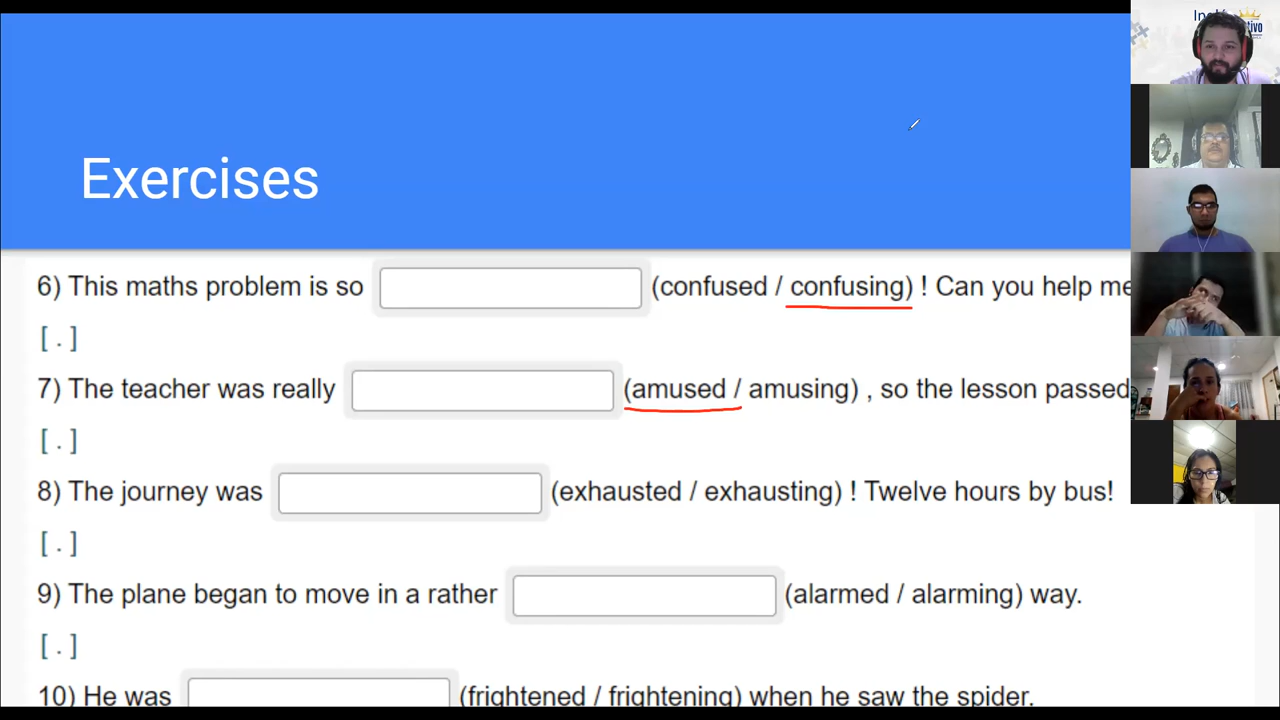 Exercises
6) This maths problem is so (confused / confusing) ! Can you help me
[ . ]
7) The teacher was really (amused / amusing) , so the lesson passed
[ . ]
8) The journey was (exhausted / exhausting) ! Twelve hours by bus!
[ . ]
9) The plane began to move in a rather (alarmed / alarming) way.
[ . ]
10) He was (frightened / frightening) when he saw the spider.